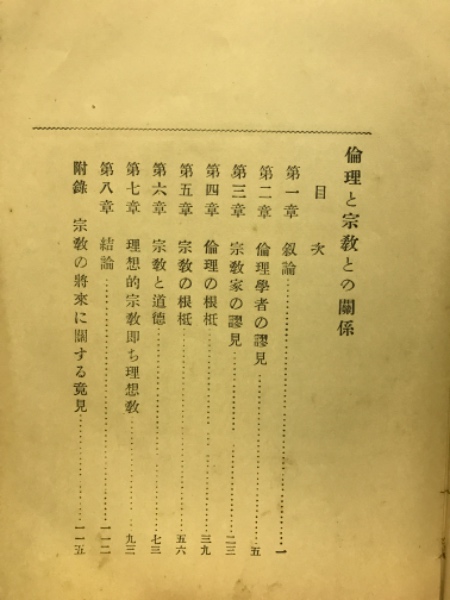 倫理と宗教との關係
目次
第一章 叙論……一
第二章 倫理學者の謬見……五
第三章 宗教家の謬見……二三
第四章 倫理の根柢……三九
第五章 宗教の根柢……五六
第六章 宗教と道德……七三
第七章 理想的宗教即ち理想教……九三
第八章 結論……一一二
附錄 宗教の將來に關する意見……一一五